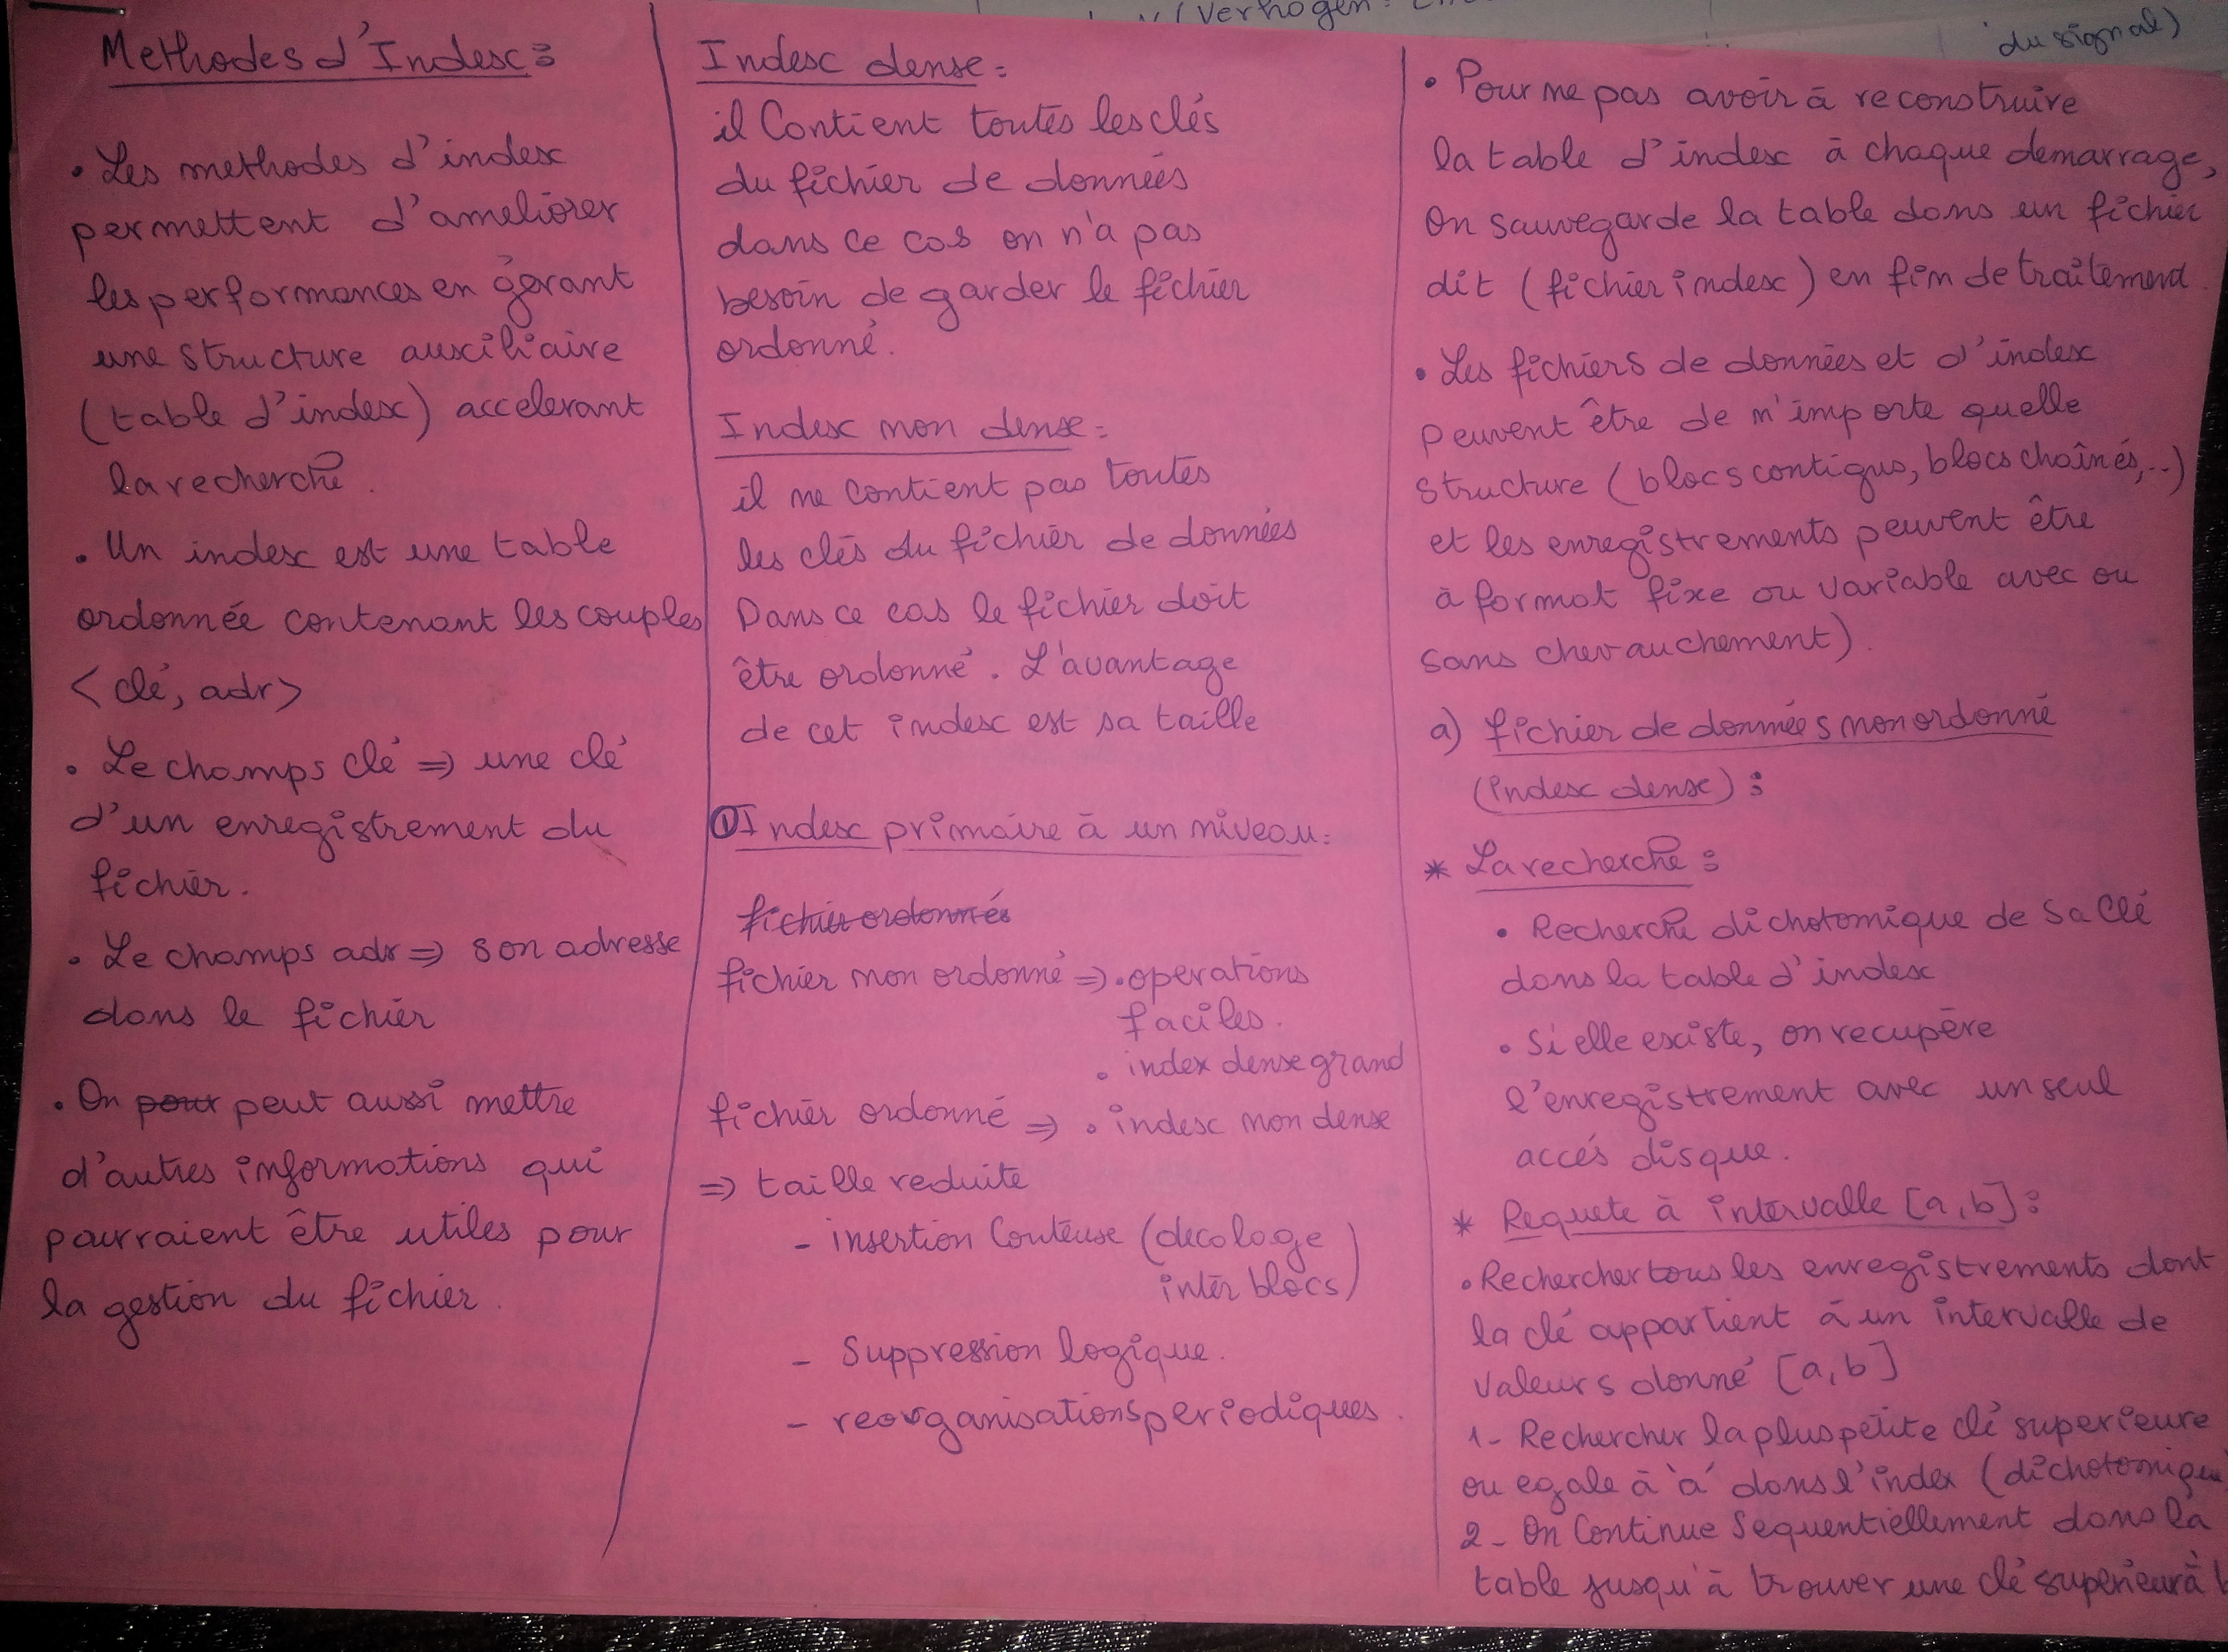 Methodes d'Index :
• Les methodes d'index
permettent d'ameliorer
les performances en gérant
une structure auxiliaire
(table d'index) accelerant
la recherche.
• Un index est une table
ordonnée contenant les couples
<clé, adr>
• Le champs clé => une clé
d'un enregistrement du
fichier.
• Le champs adr => son adresse
dans le fichier
• On pour peut aussi mettre
d'autres informations qui
pourraient être utiles pour
la gestion du fichier.
Index dense :
il Contient toutes les clés
du fichier de données
dans ce cas on n'a pas
besoin de garder le fichier
ordonné.
Index non dense :
il ne contient pas toutes
les clés du fichier de données
Dans ce cas le fichier doit
être ordonné. L'avantage
de cet index est sa taille
① Index primaire à un niveau :
fichier ordonnés
fichier non ordonné => • operations
faciles.
• index dense grand
fichier ordonné => • index non dense
=> taille reduite
- insertion Couteuse (decalage
inter blocs)
- Suppression logique.
- reorganisations periodiques.
(Verhogen :
du signal)
• Pour ne pas avoir à reconstruire
la table d'index à chaque demarrage,
On sauvegarde la table dans un fichier
dit (fichier index) en fin de traitement.
• Les fichiers de données et d'index
peuvent être de n'importe quelle
structure (blocs contigus, blocs chaînés,..)
et les enregistrements peuvent être
à format fixe ou variable avec ou
sans chevauchement).
a) fichier de données non ordonné
(index dense) :
* La recherche :
• Recherche dichotomique de sa clé
dans la table d'index
• Si elle existe, on recupère
l'enregistrement avec un seul
accés disque.
* Requete à intervalle [a,b] :
• Rechercher tous les enregistrements dont
la clé appartient à un intervalle de
valeurs donné [a,b]
1- Rechercher la plus petite clé superieure
ou egale à 'a' dans l'index (dichotomique
2- On Continue Sequentiellement dans la
table jusqu'à trouver une clé superieur à b